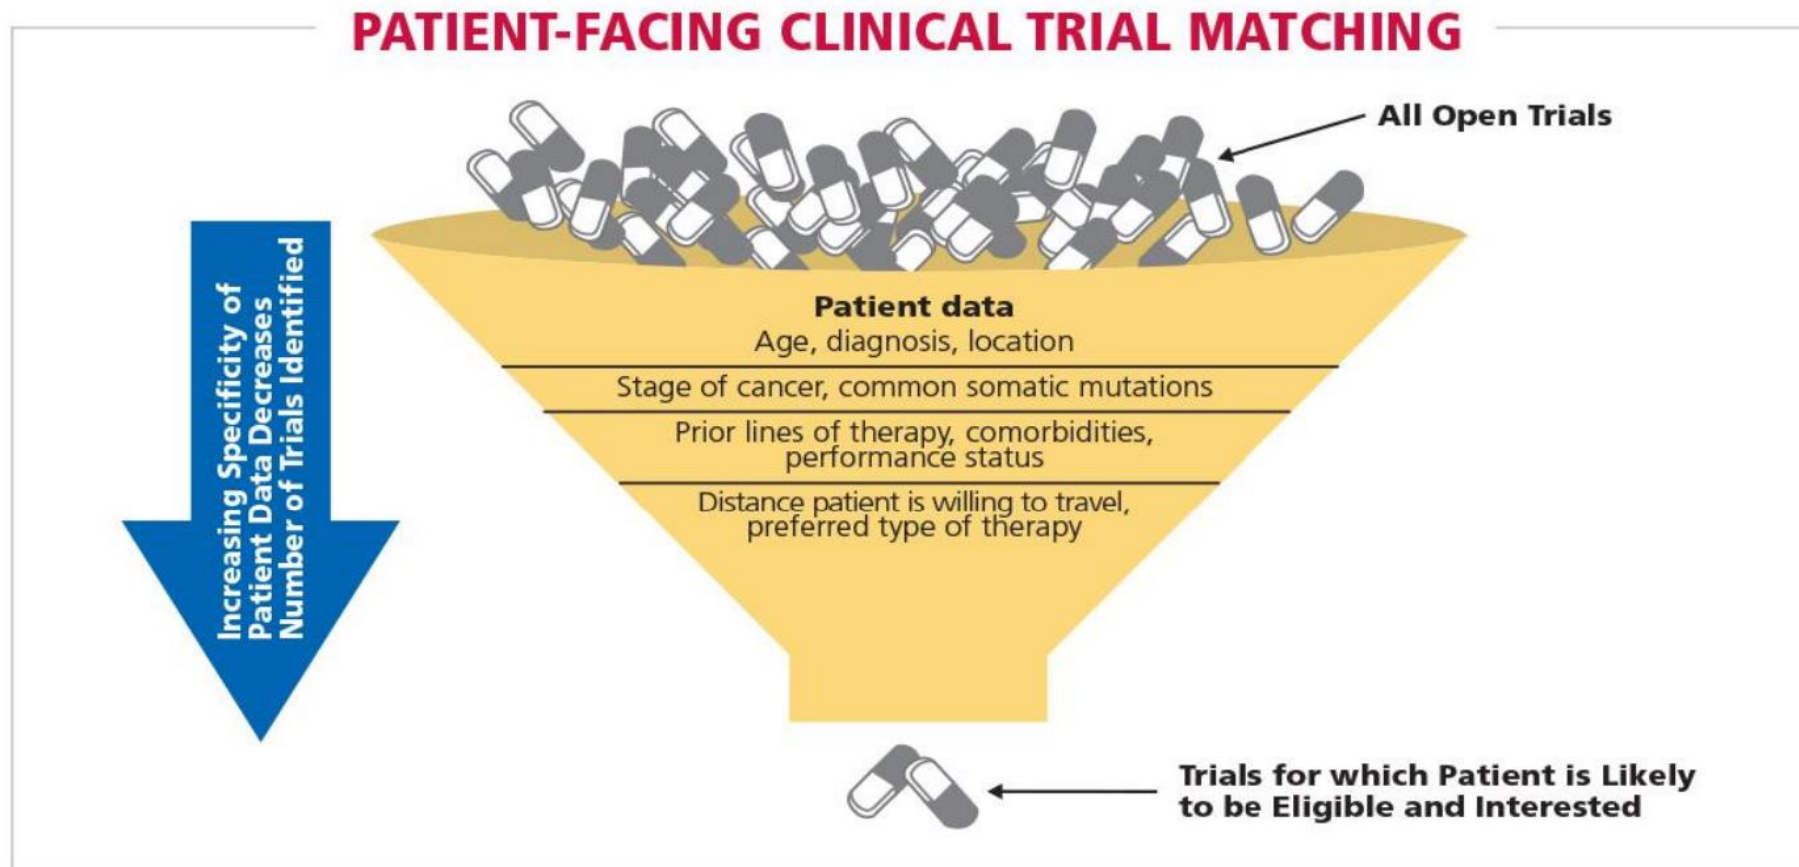 PATIENT-FACING CLINICAL TRIAL MATCHING
All Open Trials
Increasing Specificity of
Patient Data Decreases
Number of Trials Identified
Patient data
Age, diagnosis, location
Stage of cancer, common somatic mutations
Prior lines of therapy, comorbidities,
performance status
Distance patient is willing to travel,
preferred type of therapy
Trials for which Patient is Likely
to be Eligible and Interested